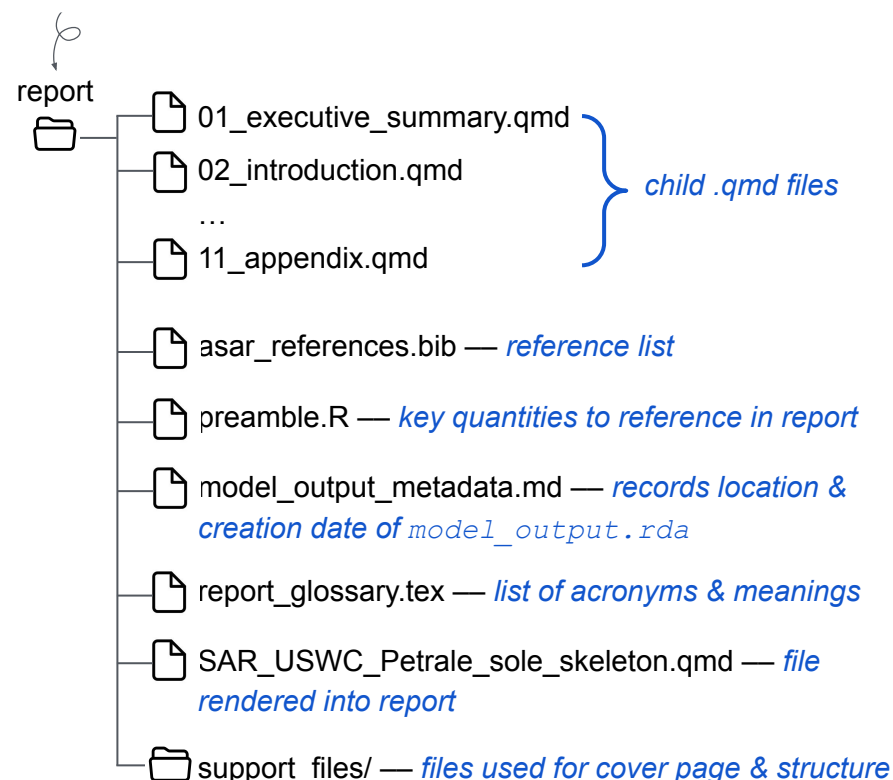 report
01_executive_summary.qmd
02_introduction.qmd
child .qmd files
…
11_appendix.qmd
asar_references.bib — reference list
preamble.R — key quantities to reference in report
model_output_metadata.md — records location &
creation date of model_output.rda
report_glossary.tex — list of acronyms & meanings
SAR_USWC_Petrale_sole_skeleton.qmd — file
rendered into report
support_files/ — files used for cover page & structure